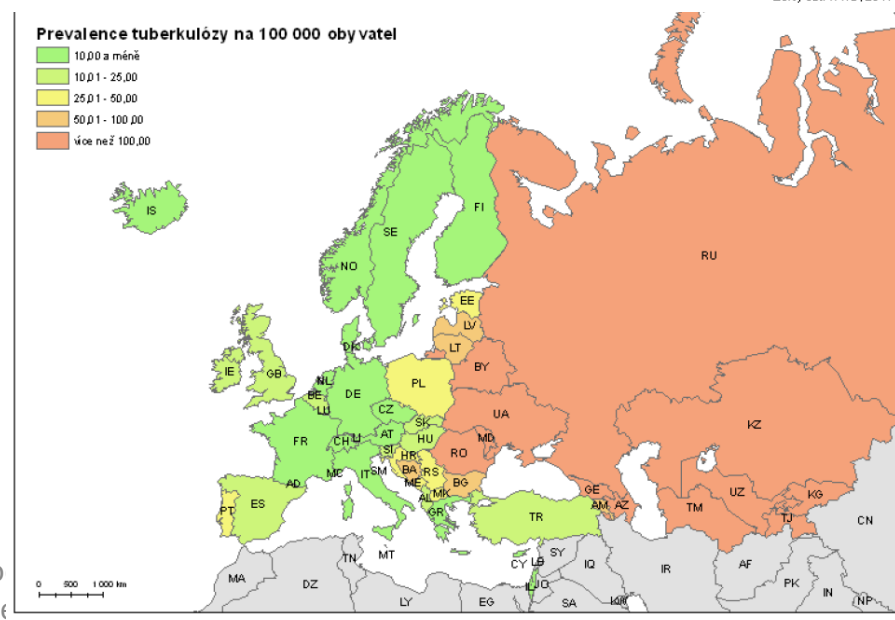 Prevalence tuberkulózy na 100 000 obyvatel
10,00 a méně
10,01 - 25,00
25,01 - 50,00
50,01 - 100,00
více než 100,00
IS
FI
SE
NO
RU
EE
LV
LT
DK
IE
GB
NL
BE
LU
DE
PL
BY
CZ
SK
UA
KZ
FR
CH
LI
AT
HU
SI
HR
RO
MD
MC
IT
SM
BA
RS
ME
BG
AD
AL
MK
GR
PT
ES
TR
GE
AM
AZ
TM
UZ
KG
TJ
CN
MT
CY
LB
SY
IQ
IR
AF
PK
IN
NP
MA
DZ
TN
LY
EG
IL
JO
SA
0 500 1 000 km